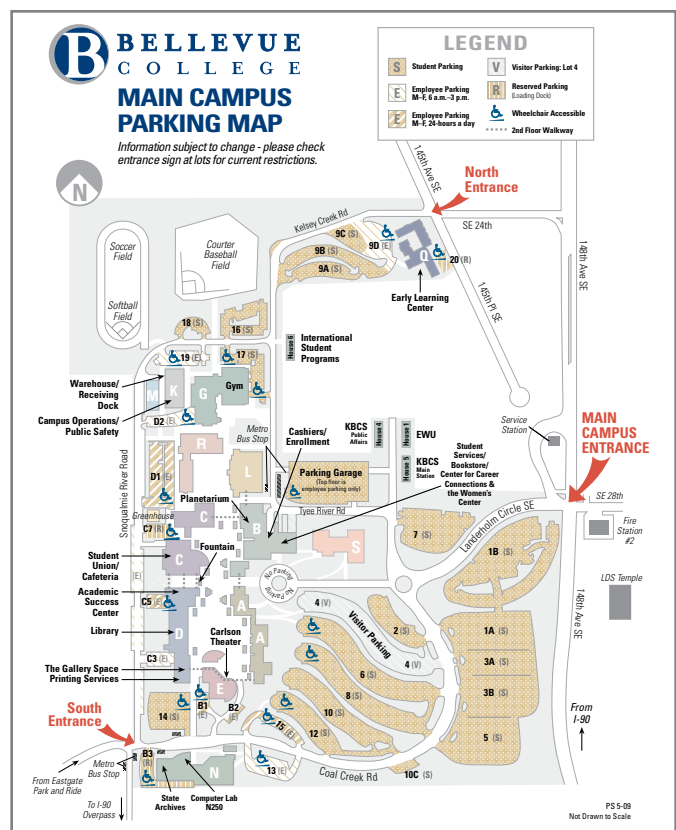 B BELLEVUE
COLLEGE
MAIN CAMPUS
PARKING MAP
Information subject to change - please check
entrance sign at lots for current restrictions.
N
LEGEND
S Student Parking
E Employee Parking
M–F, 6 a.m.–3 p.m.
E Employee Parking
M–F, 24-hours a day
V Visitor Parking: Lot 4
R Reserved Parking
(Loading Dock)
Wheelchair Accessible
2nd Floor Walkway
145th Ave SE
North
Entrance
Kelsey Creek Rd
SE 24th
9C (S)
9D (E)
9B (S)
9A (S)
Q
20 (R)
Early Learning
Center
145th Pl SE
148th Ave SE
Soccer
Field
Courter
Baseball
Field
Softball
Field
18 (S)
16 (S)
19 (E)
17 (S)
House 6
International
Student
Programs
Warehouse/
Receiving
Dock
M
K
G
Gym
Campus Operations/
Public Safety
D2 (E)
Metro
Bus Stop
Cashiers/
Enrollment
KBCS
Public
Affairs
House 4
House 1
EWU
House 5
KBCS
Main
Station
Student
Services/
Bookstore/
Center for Career
Connections &
the Women's
Center
Service
Station
MAIN
CAMPUS
ENTRANCE
SE 28th
Fire
Station
#2
Snoqualmie River Road
R
L
D1 (E)
Parking Garage
(Top floor is
employee parking only)
Tyee River Rd
Planetarium
Greenhouse
C7 (R)
C
B
S
7 (S)
Landerholm Circle SE
1B (S)
Fountain
Student
Union/
Cafeteria
C
(E)
No Parking
No Parking
Academic
Success
Center
C5 (E)
A
4 (V)
Visitor Parking
2 (S)
4 (V)
LDS Temple
148th Ave SE
1A (S)
3A (S)
3B (S)
5 (S)
Library
D
Carlson
Theater
A
C3 (E)
The Gallery Space
Printing Services
E
6 (S)
8 (S)
10 (S)
12 (S)
B1
(E)
B2
(E)
14 (S)
15 (E)
South
Entrance
From
I-90
B3
(R)
Metro
Bus Stop
N
13 (E)
Coal Creek Rd
10C (S)
From Eastgate
Park and Ride
State
Archives
Computer Lab
N250
To I-90
Overpass
PS 5-09
Not Drawn to Scale